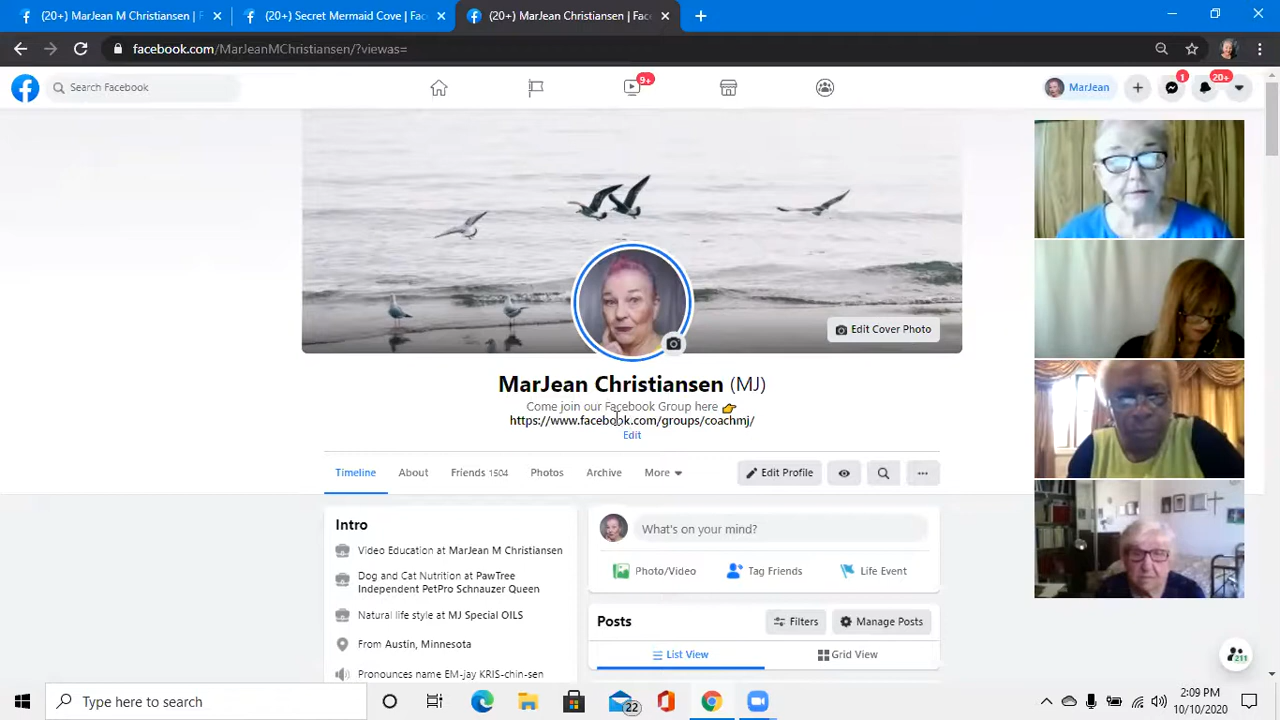 (20+) MarJean M Christiansen | F
(20+) Secret Mermaid Cove | Face
(20+) MarJean Christiansen | Face
facebook.com/MarJeanMChristiansen/?viewas=
Search Facebook
9+
MarJean
1
20+
Edit Cover Photo
MarJean Christiansen (MJ)
Come join our Facebook Group here
https://www.facebook.com/groups/coachmj/
Edit
Timeline
About
Friends 1504
Photos
Archive
More
Edit Profile
Intro
Video Education at MarJean M Christiansen
Dog and Cat Nutrition at PawTree
Independent PetPro Schnauzer Queen
Natural life style at MJ Special OILS
From Austin, Minnesota
Pronounces name EM-jay KRIS-chin-sen
What's on your mind?
Photo/Video
Tag Friends
Life Event
Posts
Filters
Manage Posts
List View
Grid View
211
Type here to search
22
2:09 PM
10/10/2020